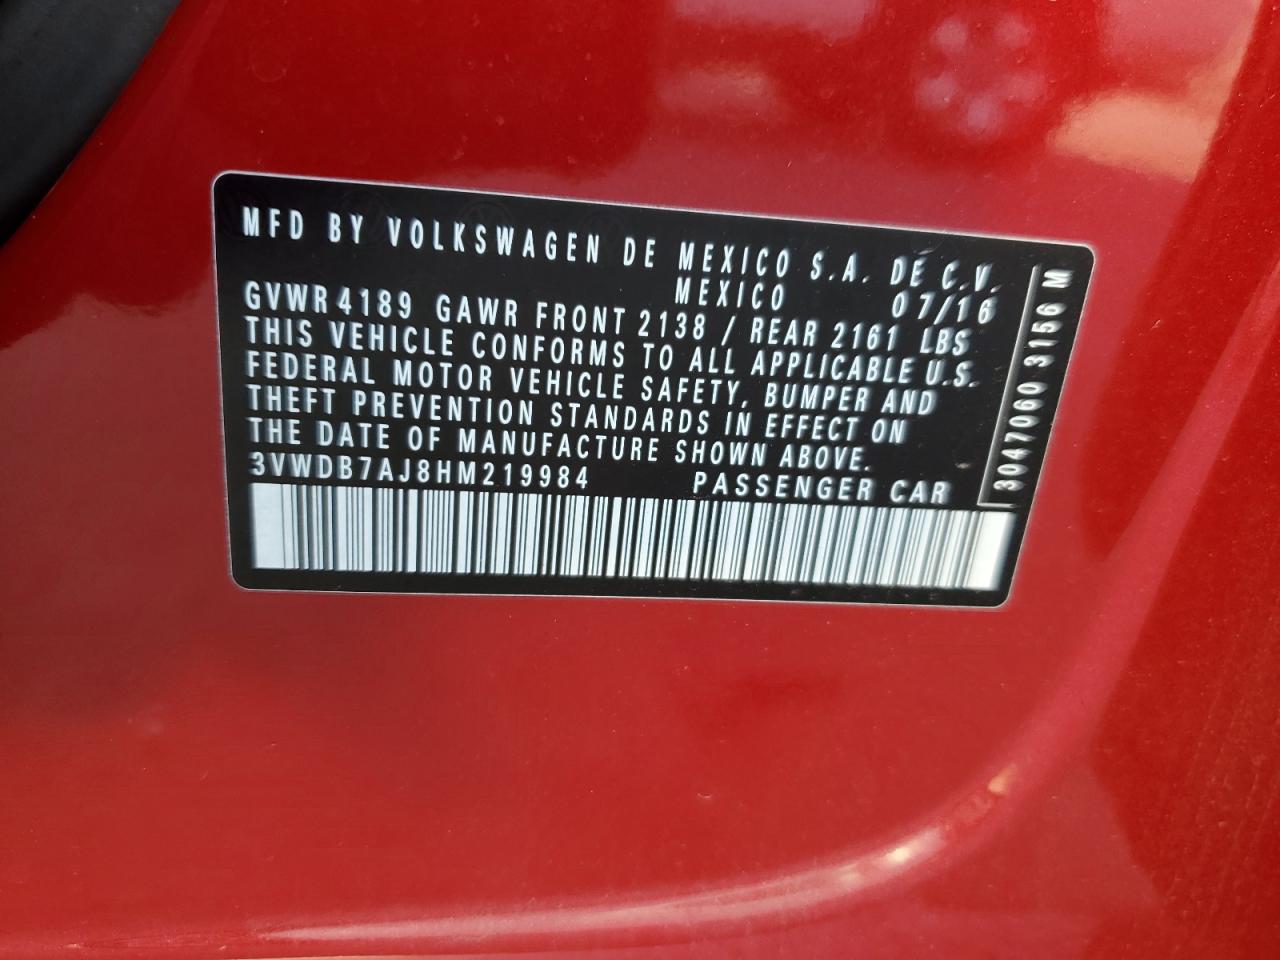 MFD BY VOLKSWAGEN DE MEXICO S.A. DE C.V.
MEXICO 07/16
GVWR 4189 GAWR FRONT 2138 / REAR 2161 LBS
THIS VEHICLE CONFORMS TO ALL APPLICABLE U.S.
FEDERAL MOTOR VEHICLE SAFETY, BUMPER AND
THEFT PREVENTION STANDARDS IN EFFECT ON
THE DATE OF MANUFACTURE SHOWN ABOVE.
3VWDB7AJ8HM219984 PASSENGER CAR
3047060 3156 M